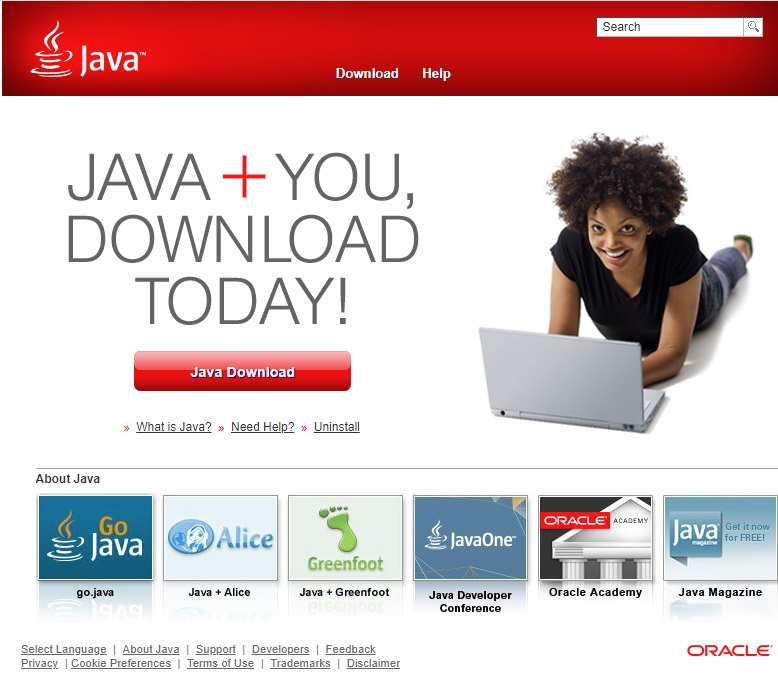 Java™
Search
Download Help
JAVA + YOU,
DOWNLOAD
TODAY!
Java Download
» What is Java? » Need Help? » Uninstall
About Java
Go
Java
Alice
Greenfoot
JavaOne™
ORACLE ACADEMY
Java
magazine
Get it now
for FREE!
go.java
Java + Alice
Java + Greenfoot
Java Developer
Conference
Oracle Academy
Java Magazine
Select Language | About Java | Support | Developers | Feedback
Privacy | Cookie Preferences | Terms of Use | Trademarks | Disclaimer
ORACLE